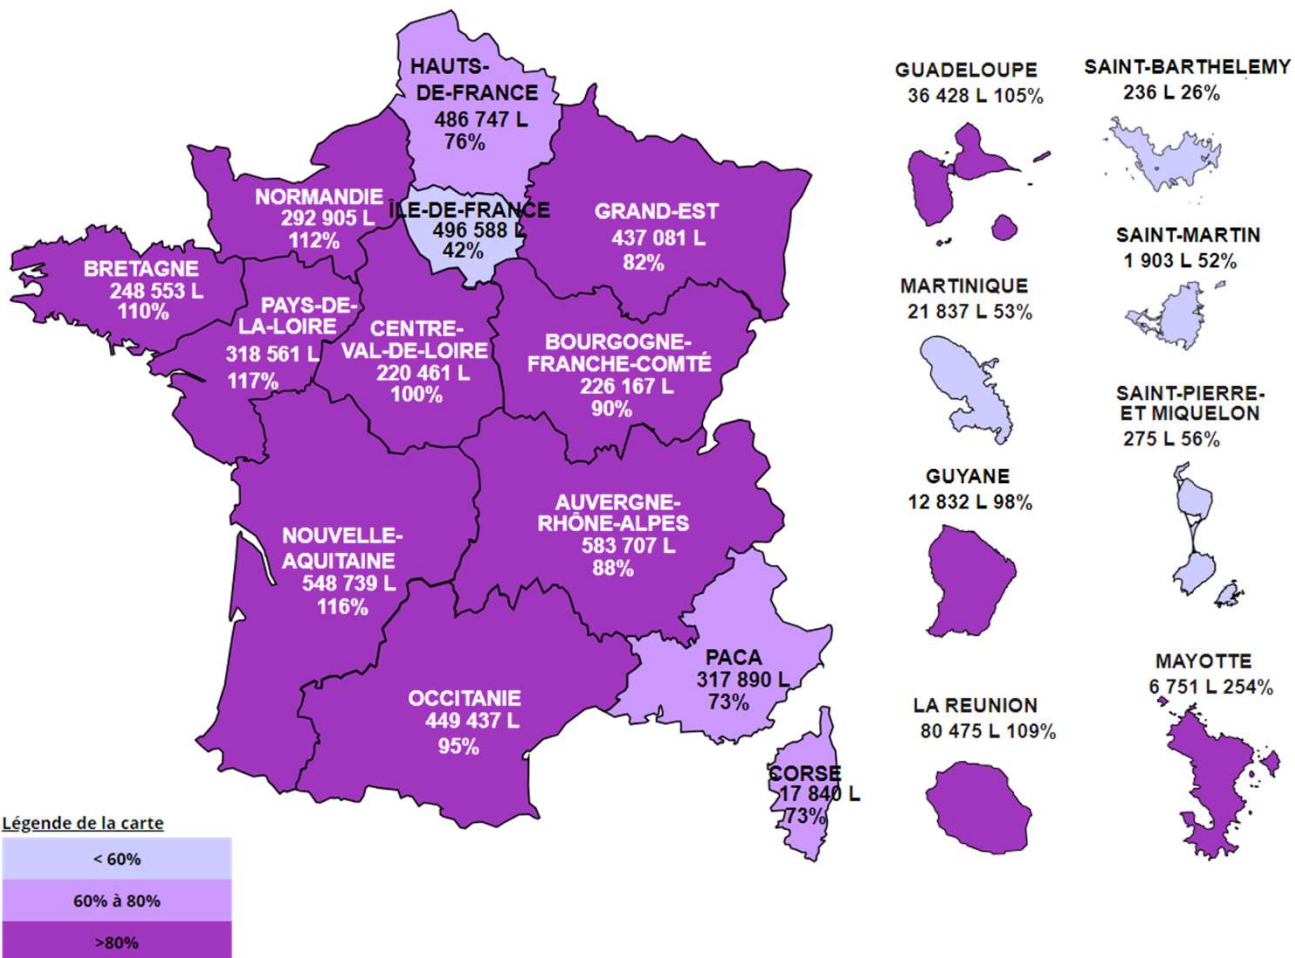 HAUTS-
DE-FRANCE
486 747 L
76%
NORMANDIE
292 905 L
112%
ÎLE-DE-FRANCE
496 588 L
42%
GRAND-EST
437 081 L
82%
BRETAGNE
248 553 L
110%
PAYS-DE-
LA-LOIRE
318 561 L
117%
CENTRE-
VAL-DE-LOIRE
220 461 L
100%
BOURGOGNE-
FRANCHE-COMTÉ
226 167 L
90%
NOUVELLE-
AQUITAINE
548 739 L
116%
AUVERGNE-
RHÔNE-ALPES
583 707 L
88%
OCCITANIE
449 437 L
95%
PACA
317 890 L
73%
CORSE
17 840 L
73%
GUADELOUPE
36 428 L 105%
MARTINIQUE
21 837 L 53%
GUYANE
12 832 L 98%
LA REUNION
80 475 L 109%
SAINT-BARTHELEMY
236 L 26%
SAINT-MARTIN
1 903 L 52%
SAINT-PIERRE-
ET MIQUELON
275 L 56%
MAYOTTE
6 751 L 254%
Légende de la carte
< 60%
60% à 80%
>80%